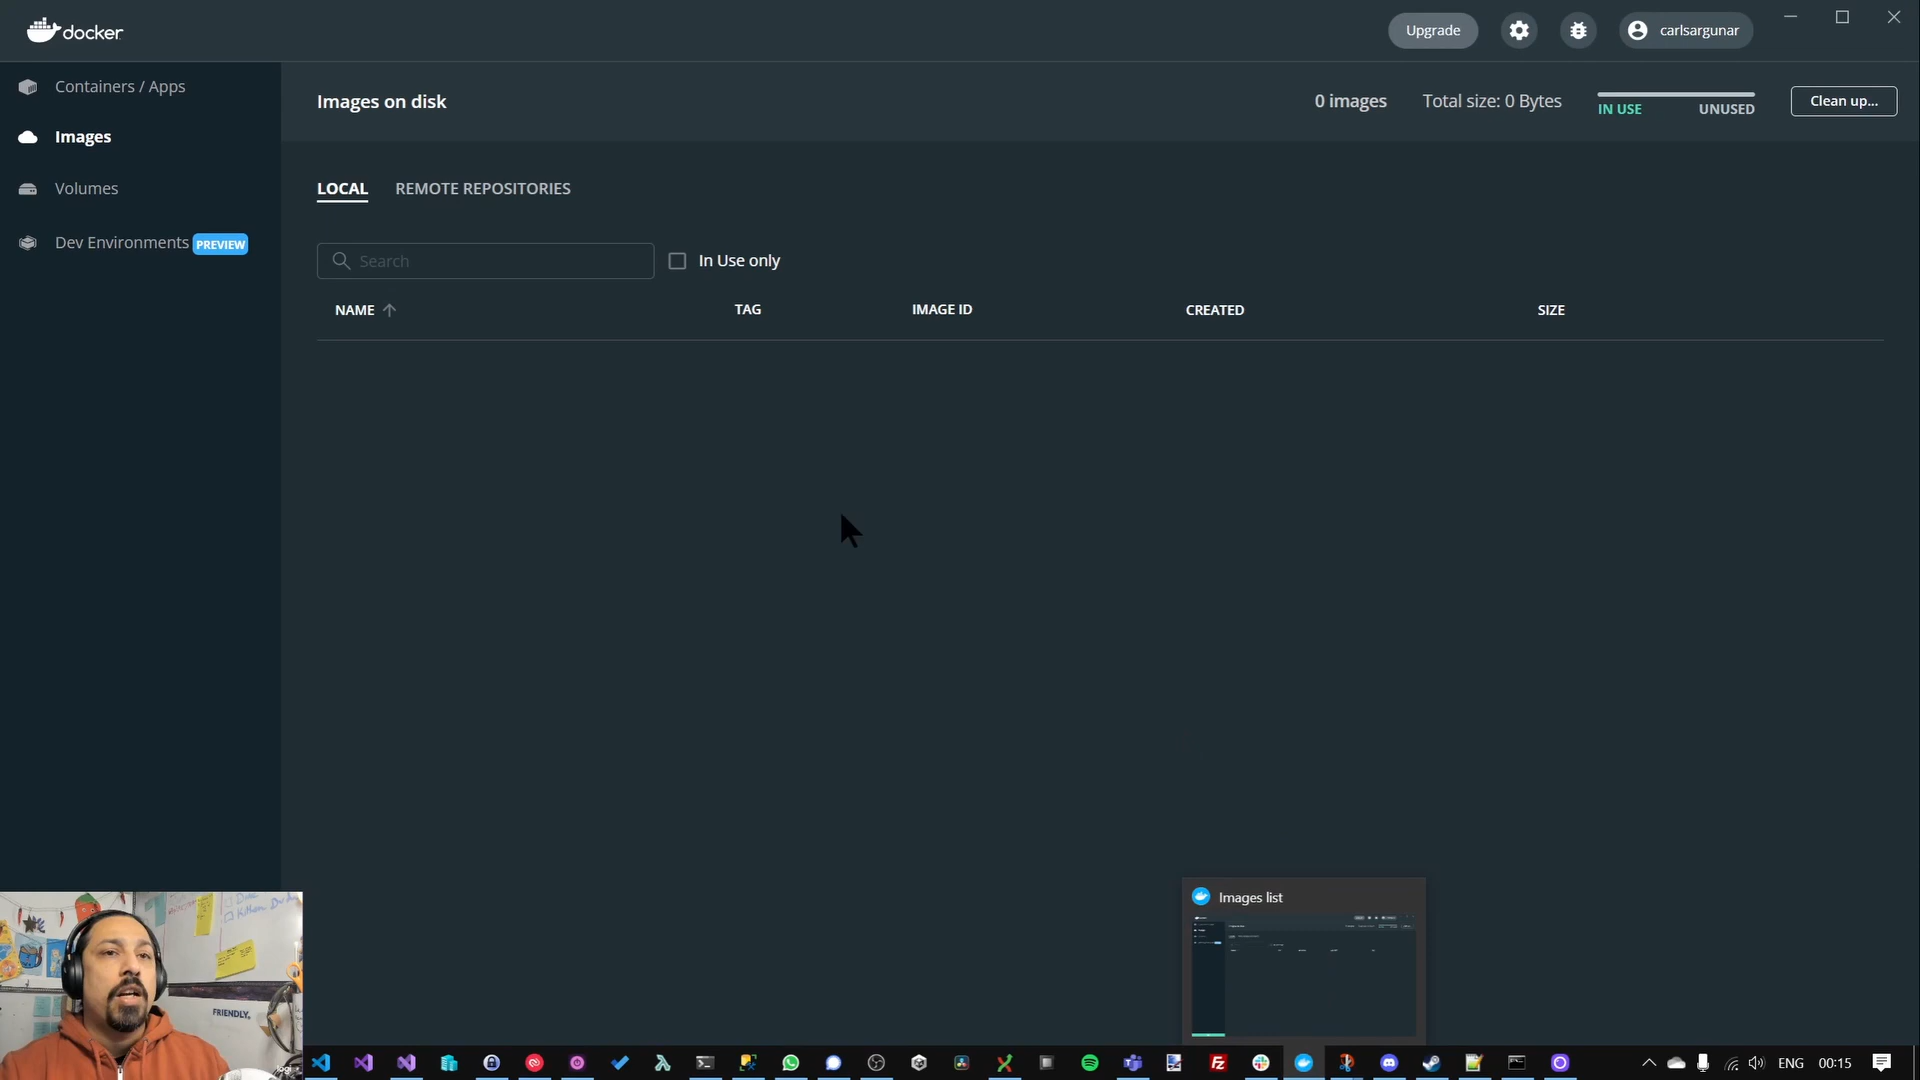 docker
Upgrade
carlsargunar
Containers / Apps
Images
Volumes
Dev Environments PREVIEW
Images on disk
0 images
Total size: 0 Bytes
IN USE
UNUSED
Clean up...
LOCAL
REMOTE REPOSITORIES
Search
In Use only
NAME
TAG
IMAGE ID
CREATED
SIZE
Images list
FRIENDLY.
logi
ENG
00:15